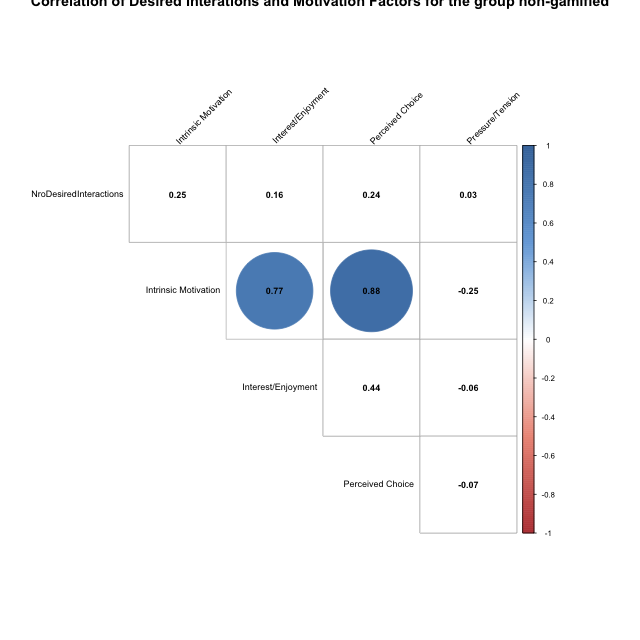 Correlation of Desired Interations and Motivation Factors for the group non-gamified
Intrinsic Motivation
Interest/Enjoyment
Perceived Choice
Pressure/Tension
NroDesiredInteractions 0.25 0.16 0.24 0.03
Intrinsic Motivation 0.77 0.88 -0.25
Interest/Enjoyment 0.44 -0.06
Perceived Choice -0.07
1
0.8
0.6
0.4
0.2
0
-0.2
-0.4
-0.6
-0.8
-1